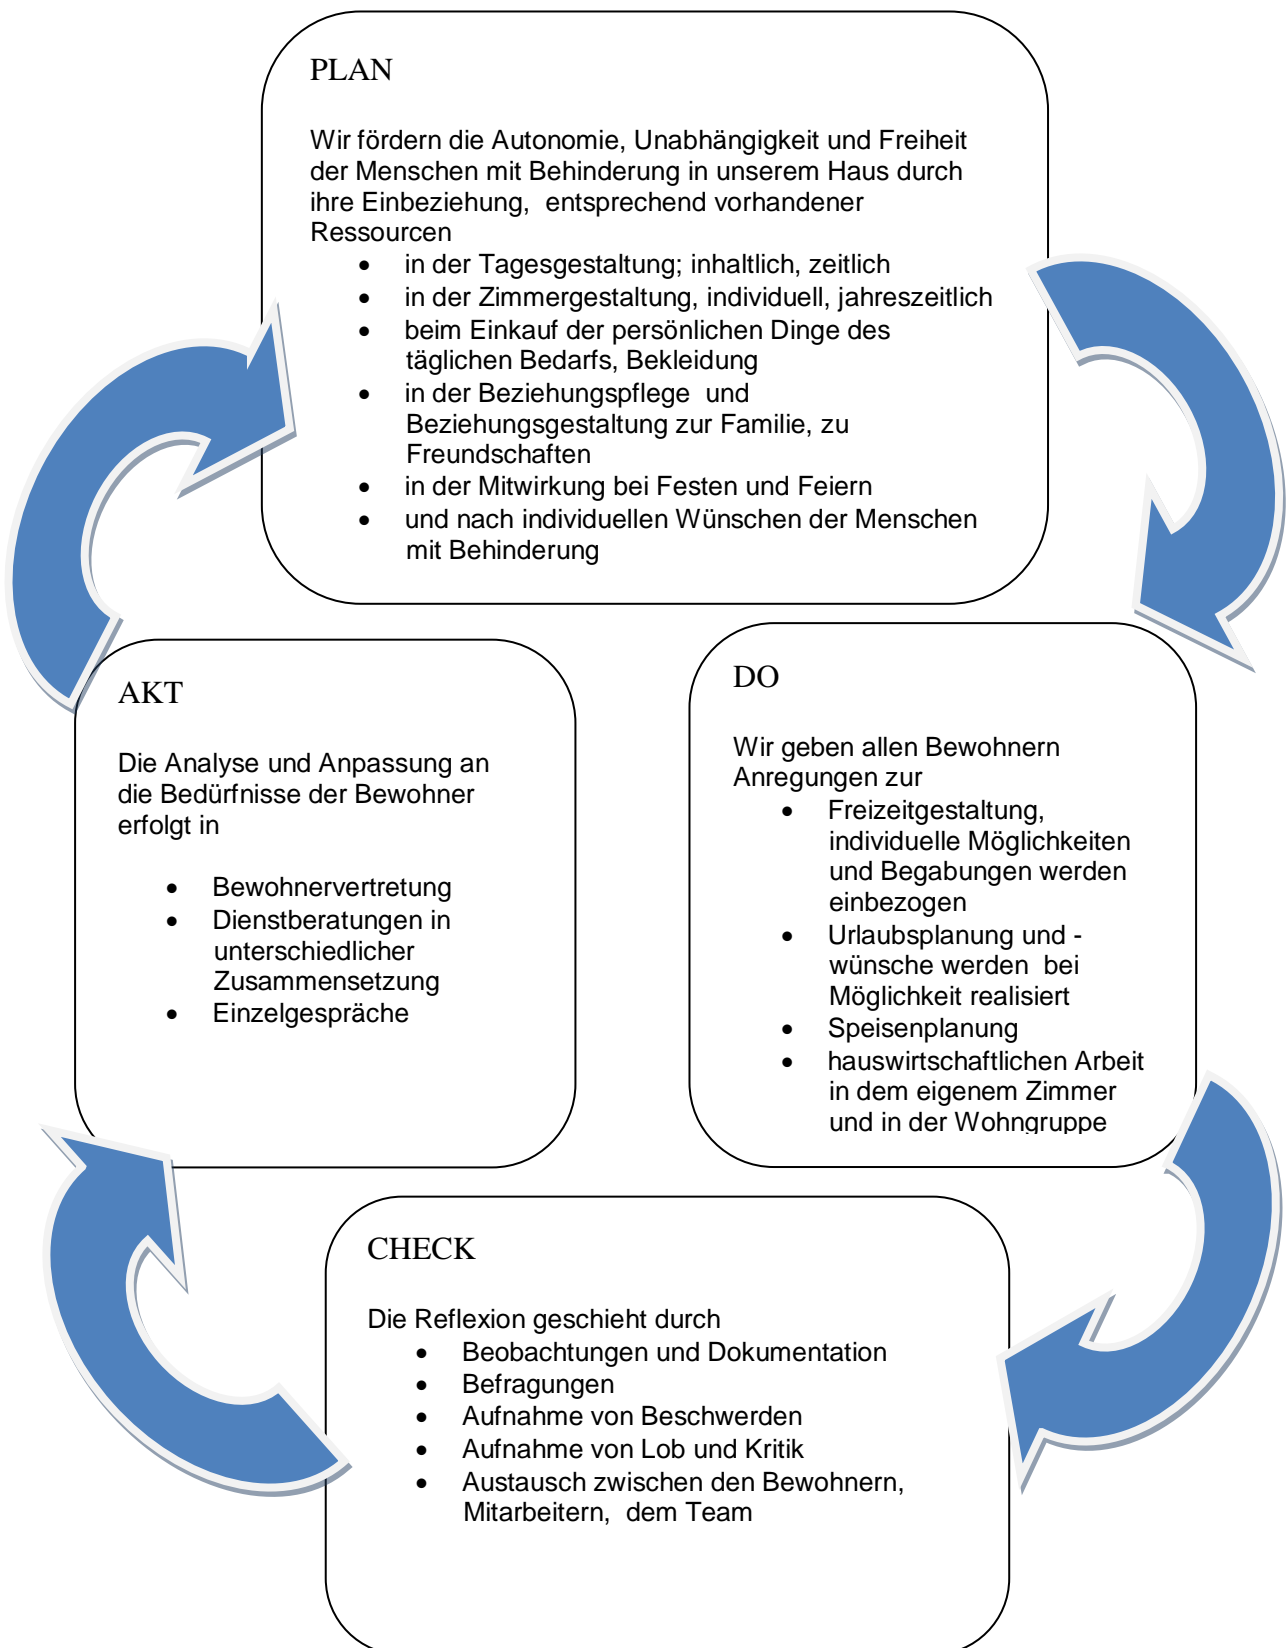 PLAN
Wir fördern die Autonomie, Unabhängigkeit und Freiheit
der Menschen mit Behinderung in unserem Haus durch
ihre Einbeziehung,  entsprechend vorhandener
Ressourcen
• in der Tagesgestaltung; inhaltlich, zeitlich
• in der Zimmergestaltung, individuell, jahreszeitlich
• beim Einkauf der persönlichen Dinge des
täglichen Bedarfs, Bekleidung
• in der Beziehungspflege  und
Beziehungsgestaltung zur Familie, zu
Freundschaften
• in der Mitwirkung bei Festen und Feiern
• und nach individuellen Wünschen der Menschen
mit Behinderung
DO
Wir geben allen Bewohnern
Anregungen zur
• Freizeitgestaltung,
individuelle Möglichkeiten
und Begabungen werden
einbezogen
• Urlaubsplanung und -
wünsche werden  bei
Möglichkeit realisiert
• Speisenplanung
• hauswirtschaftlichen Arbeit
in dem eigenem Zimmer
und in der Wohngruppe
CHECK
Die Reflexion geschieht durch
• Beobachtungen und Dokumentation
• Befragungen
• Aufnahme von Beschwerden
• Aufnahme von Lob und Kritik
• Austausch zwischen den Bewohnern,
Mitarbeitern,  dem Team
AKT
Die Analyse und Anpassung an
die Bedürfnisse der Bewohner
erfolgt in
• Bewohnervertretung
• Dienstberatungen in
unterschiedlicher
Zusammensetzung
• Einzelgespräche